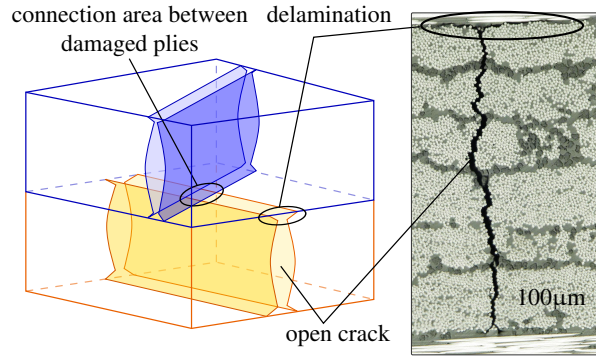 connection area between
damaged plies
delamination
open crack
100µm